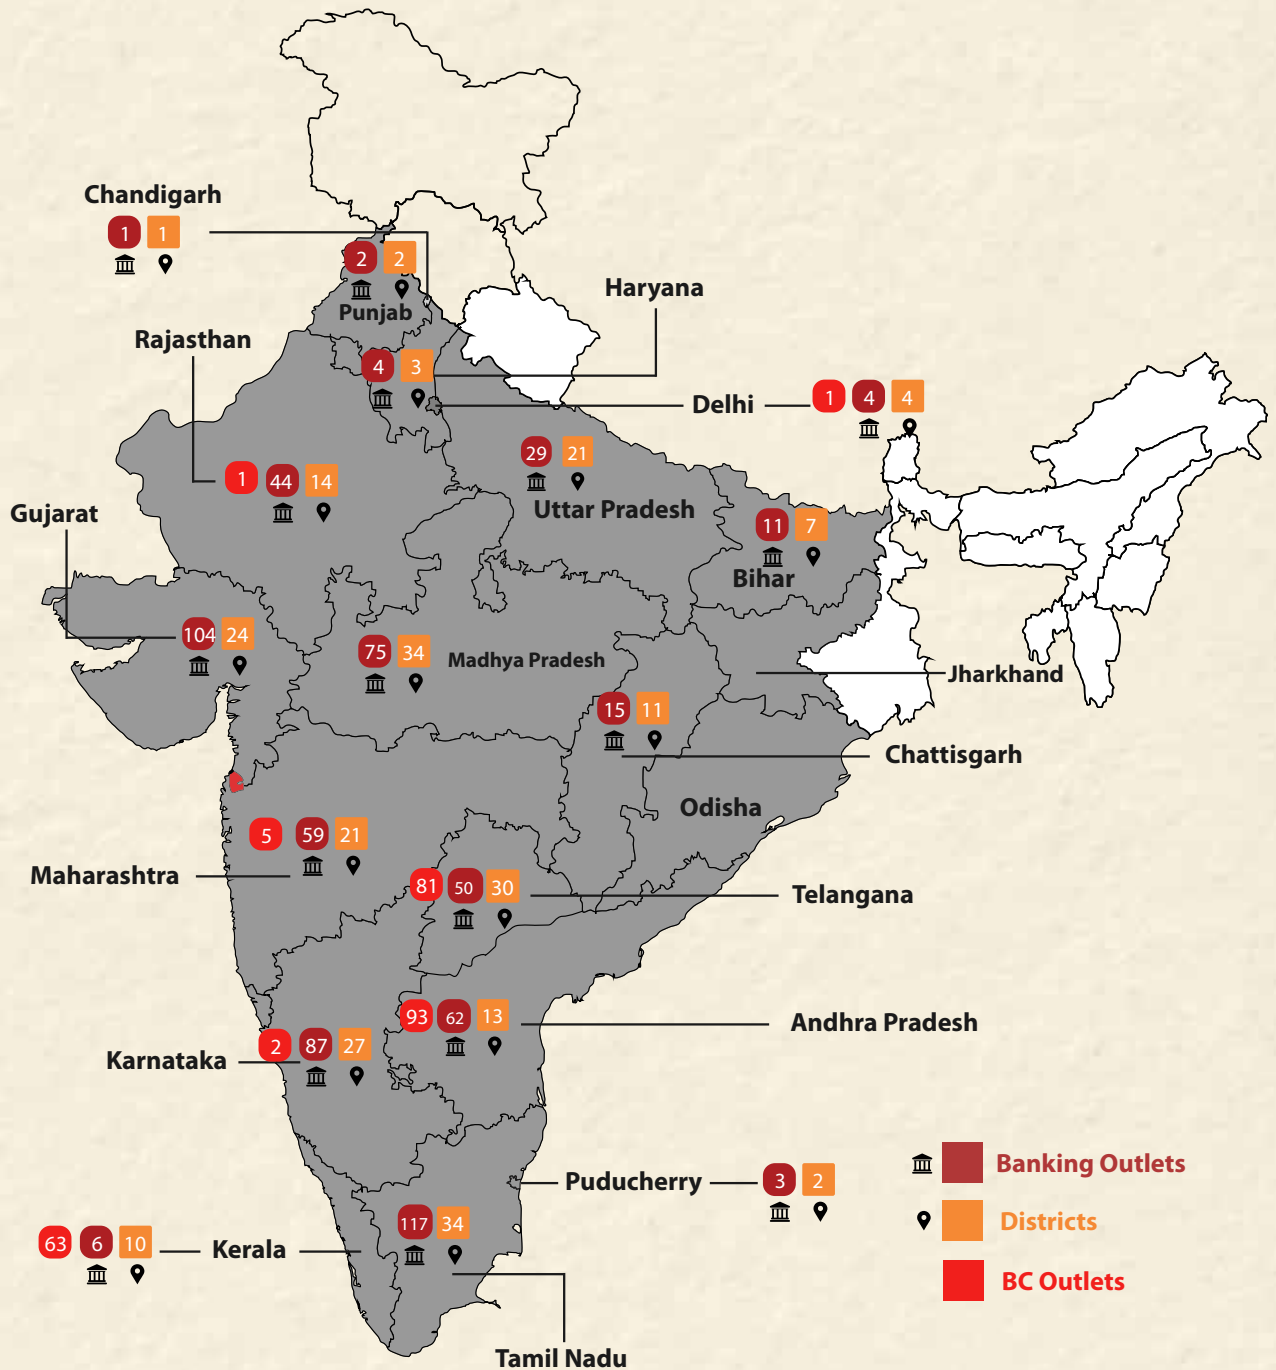 Chandigarh
1 1
2 2
Punjab
Haryana
Rajasthan
4 3
Delhi
1 4 4
29 21
Uttar Pradesh
1 44 14
Gujarat
11 7
Bihar
104 24
75 34
Madhya Pradesh
Jharkhand
15 11
Chattisgarh
Odisha
5 59 21
Maharashtra
81 50 30
Telangana
93 62 13
Andhra Pradesh
2 87 27
Karnataka
Puducherry
3 2
Banking Outlets
Districts
BC Outlets
63 6 10
Kerala
117 34
Tamil Nadu